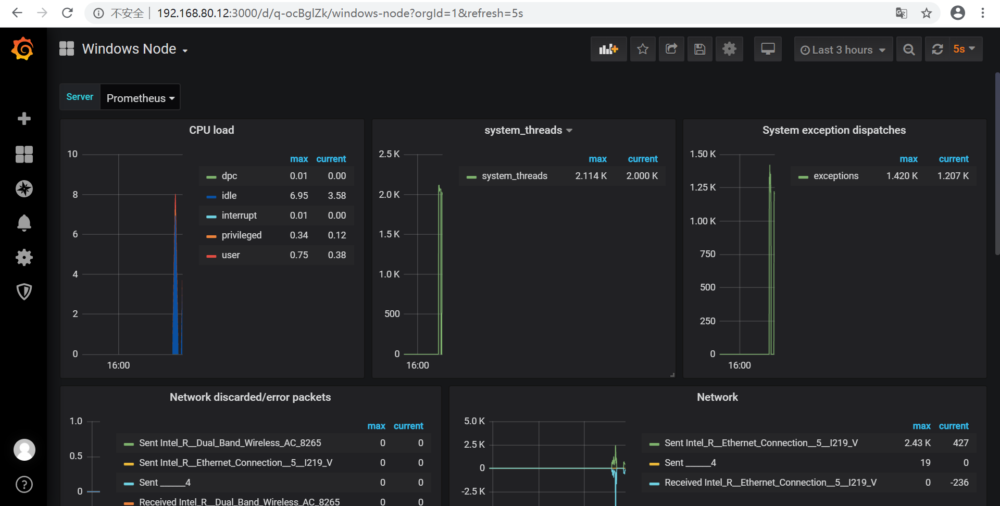 不安全 192.168.80.12:3000/d/q-ocBglZk/windows-node?orgId=1&refresh=5s
Windows Node
Last 3 hours
5s
Server Prometheus
CPU load
10
8
6
4
2
0
16:00
max current
dpc 0.01 0.00
idle 6.95 3.58
interrupt 0.01 0.00
privileged 0.34 0.12
user 0.75 0.38
system_threads
2.5 K
2.0 K
1.5 K
1.0 K
500
0
16:00
max current
system_threads 2.114 K 2.000 K
System exception dispatches
1.50 K
1.25 K
1.00 K
750
500
250
0
16:00
max current
exceptions 1.420 K 1.207 K
Network discarded/error packets
1.0
0.5
0
max current
Sent Intel_R__Dual_Band_Wireless_AC_8265 0 0
Sent Intel_R__Ethernet_Connection__5__I219_V 0 0
Sent ______4 0 0
Received Intel_R__Dual_Band_Wireless_AC_8265 0 0
Network
5.0 K
2.5 K
0
-2.5 K
max current
Sent Intel_R__Ethernet_Connection__5__I219_V 2.43 K 427
Sent ______4 19 0
Received Intel_R__Ethernet_Connection__5__I219_V 0 -236